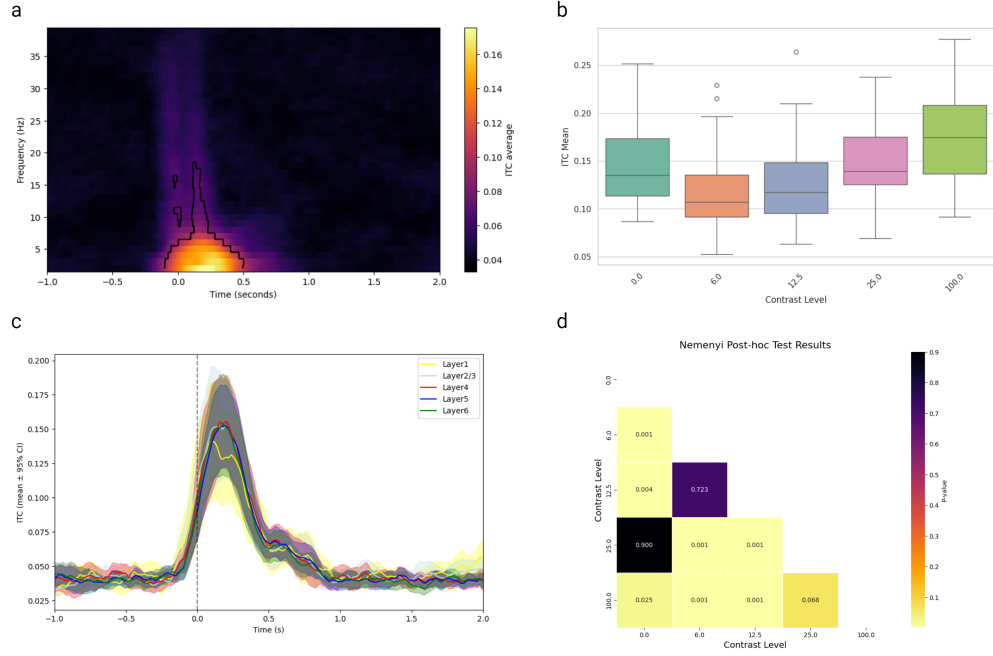 a
35
30
25
20
15
10
5
Frequency (Hz)
−1.0 −0.5 0.0 0.5 1.0 1.5 2.0
Time (seconds)
0.16
0.14
0.12
0.10
0.08
0.06
0.04
ITC average
b
0.25
0.20
0.15
0.10
0.05
ITC Mean
0.0 6.0 12.5 25.0 100.0
Contrast Level
c
0.200
0.175
0.150
0.125
0.100
0.075
0.050
0.025
ITC (mean ± 95% CI)
Layer1
Layer2/3
Layer4
Layer5
Layer6
−1.0 −0.5 0.0 0.5 1.0 1.5 2.0
Time (s)
d
Nemenyi Post-hoc Test Results
Contrast Level
0.0
6.0 0.001
12.5 0.004 0.723
25.0 0.900 0.001 0.001
100.0 0.025 0.001 0.001 0.068
0.0 6.0 12.5 25.0 100.0
Contrast Level
0.9
0.8
0.7
0.6
0.5
0.4
0.3
0.2
0.1
P-value